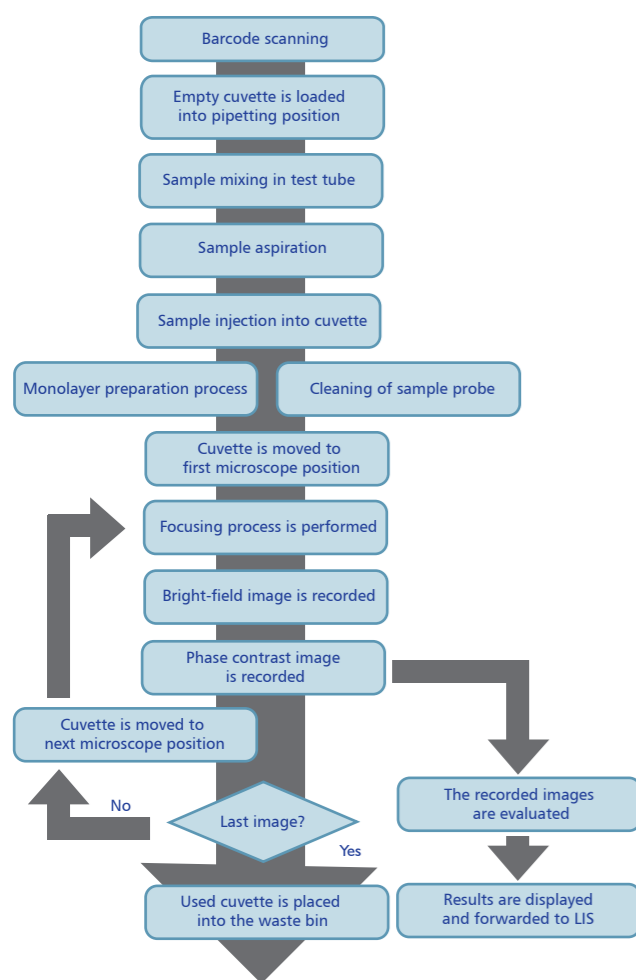 Barcode scanning
Empty cuvette is loaded
into pipetting position
Sample mixing in test tube
Sample aspiration
Sample injection into cuvette
Monolayer preparation process
Cleaning of sample probe
Cuvette is moved to
first microscope position
Focusing process is performed
Bright-field image is recorded
Phase contrast image
is recorded
Cuvette is moved to
next microscope position
No
Last image?
Yes
The recorded images
are evaluated
Used cuvette is placed
into the waste bin
Results are displayed
and forwarded to LIS